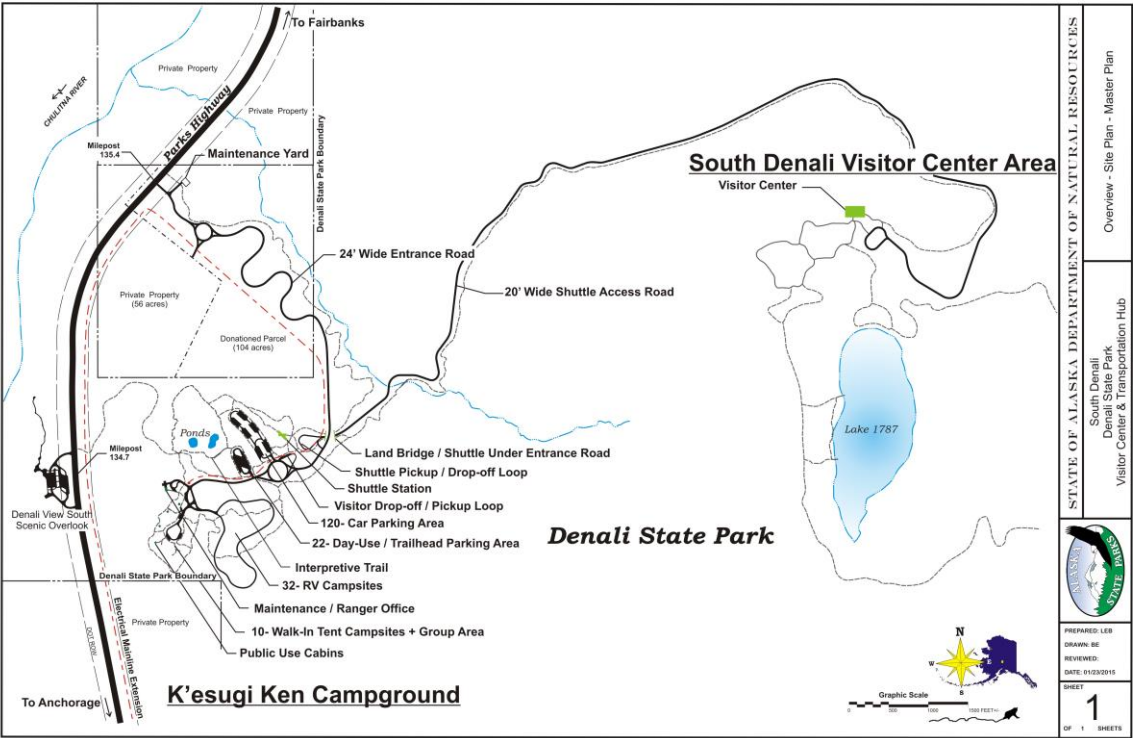 To Fairbanks
Private Property
CHULITNA RIVER
Parks Highway
Private Property
Milepost
135.4
Maintenance Yard
Denali State Park Boundary
South Denali Visitor Center Area
Visitor Center
24' Wide Entrance Road
20' Wide Shuttle Access Road
Private Property
(56 acres)
Donationed Parcel
(104 acres)
Ponds
Lake 1787
Milepost
134.7
Land Bridge / Shuttle Under Entrance Road
Shuttle Pickup / Drop-off Loop
Shuttle Station
Visitor Drop-off / Pickup Loop
120- Car Parking Area
22- Day-Use / Trailhead Parking Area
Denali View South
Scenic Overlook
Denali State Park
Interpretive Trail
Denali State Park Boundary
32- RV Campsites
Maintenance / Ranger Office
10- Walk-In Tent Campsites + Group Area
Public Use Cabins
Private Property
DOT ROW
Electrical Mainline Extension
To Anchorage
K'esugi Ken Campground
N
W
E
S
Graphic Scale
0 500 1000 1500 FEET+/-
STATE OF ALASKA DEPARTMENT OF NATURAL RESOURCES
Overview - Site Plan - Master Plan
South Denali
Denali State Park
Visitor Center & Transportation Hub
ALASKA
STATE PARKS
PREPARED: LEB
DRAWN: BE
REVIEWED:
DATE: 01/23/2015
SHEET
1
OF 1 SHEETS